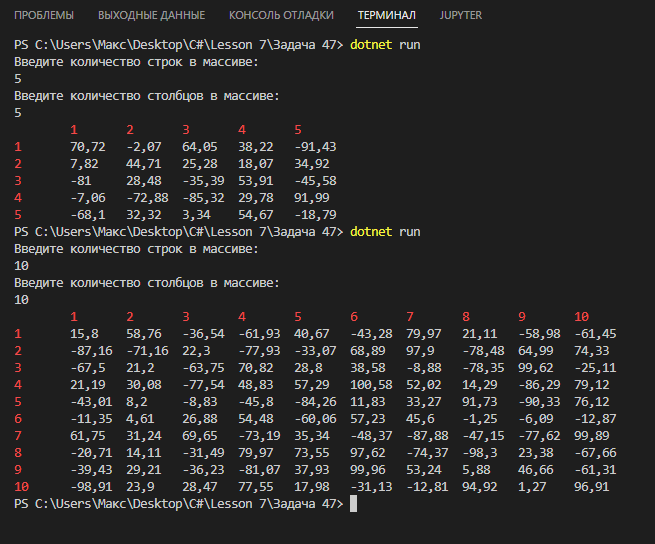 ПРОБЛЕМЫ ВЫХОДНЫЕ ДАННЫЕ КОНСОЛЬ ОТЛАДКИ ТЕРМИНАЛ JUPYTER
PS C:\Users\Макс\Desktop\C#\Lesson 7\Задача 47> dotnet run
Введите количество строк в массиве:
5
Введите количество столбцов в массиве:
5
1 2 3 4 5
1 70,72 -2,07 64,05 38,22 -91,43
2 7,82 44,71 25,28 18,07 34,92
3 -81 28,48 -35,39 53,91 -45,58
4 -7,06 -72,88 -85,32 29,78 91,99
5 -68,1 32,32 3,34 54,67 -18,79
PS C:\Users\Макс\Desktop\C#\Lesson 7\Задача 47> dotnet run
Введите количество строк в массиве:
10
Введите количество столбцов в массиве:
10
1 2 3 4 5 6 7 8 9 10
1 15,8 58,76 -36,54 -61,93 40,67 -43,28 79,97 21,11 -58,98 -61,45
2 -87,16 -71,16 22,3 -77,93 -33,07 68,89 97,9 -78,48 64,99 74,33
3 -67,5 21,2 -63,75 70,82 28,8 38,58 -8,88 -78,35 99,62 -25,11
4 21,19 30,08 -77,54 48,83 57,29 100,58 52,02 14,29 -86,29 79,12
5 -43,01 8,2 -8,83 -45,8 -84,26 11,83 33,27 91,73 -90,33 76,12
6 -11,35 4,61 26,88 54,48 -60,06 57,23 45,6 -1,25 -6,09 -12,87
7 61,75 31,24 69,65 -73,19 35,34 -48,37 -87,88 -47,15 -77,62 99,89
8 -20,71 14,11 -31,49 79,97 73,55 97,62 -74,37 -98,3 23,38 -67,66
9 -39,43 29,21 -36,23 -81,07 37,93 99,96 53,24 5,88 46,66 -61,31
10 -98,91 23,9 28,47 77,55 17,98 -31,13 -12,81 94,92 1,27 96,91
PS C:\Users\Макс\Desktop\C#\Lesson 7\Задача 47>